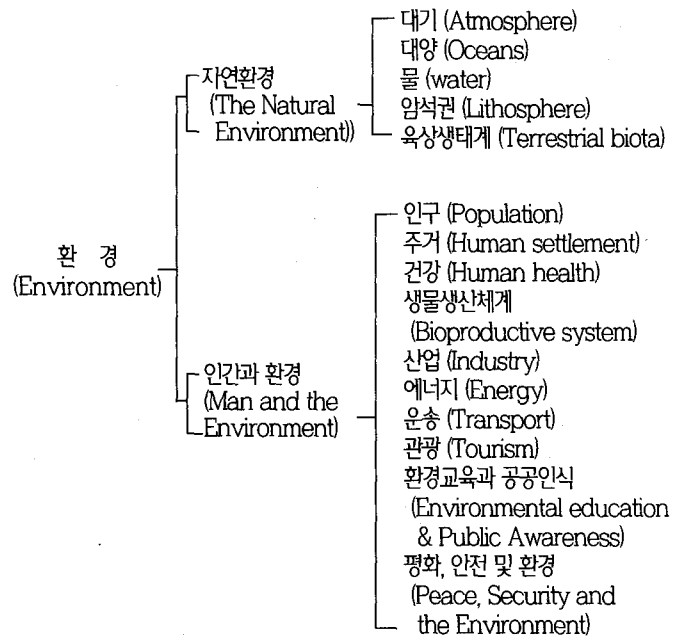 대기 (Atmosphere)
대양 (Oceans)
물 (water)
암석권 (Lithosphere)
육상생태계 (Terrestrial biota)
자연환경
(The Natural
Environment))
환 경
(Environment)
인구 (Population)
주거 (Human settlement)
건강 (Human health)
생물생산체계
(Bioproductive system)
산업 (Industry)
에너지 (Energy)
운송 (Transport)
관광 (Tourism)
환경교육과 공공인식
(Environmental education
& Public Awareness)
평화, 안전 및 환경
(Peace, Security and
the Environment)
인간과 환경
(Man and the
Environment)